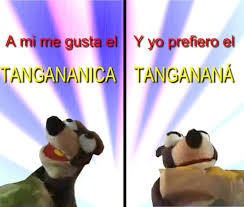 A mi me gusta el
TANGANANICA
Y yo prefiero el
TANGANANÁ